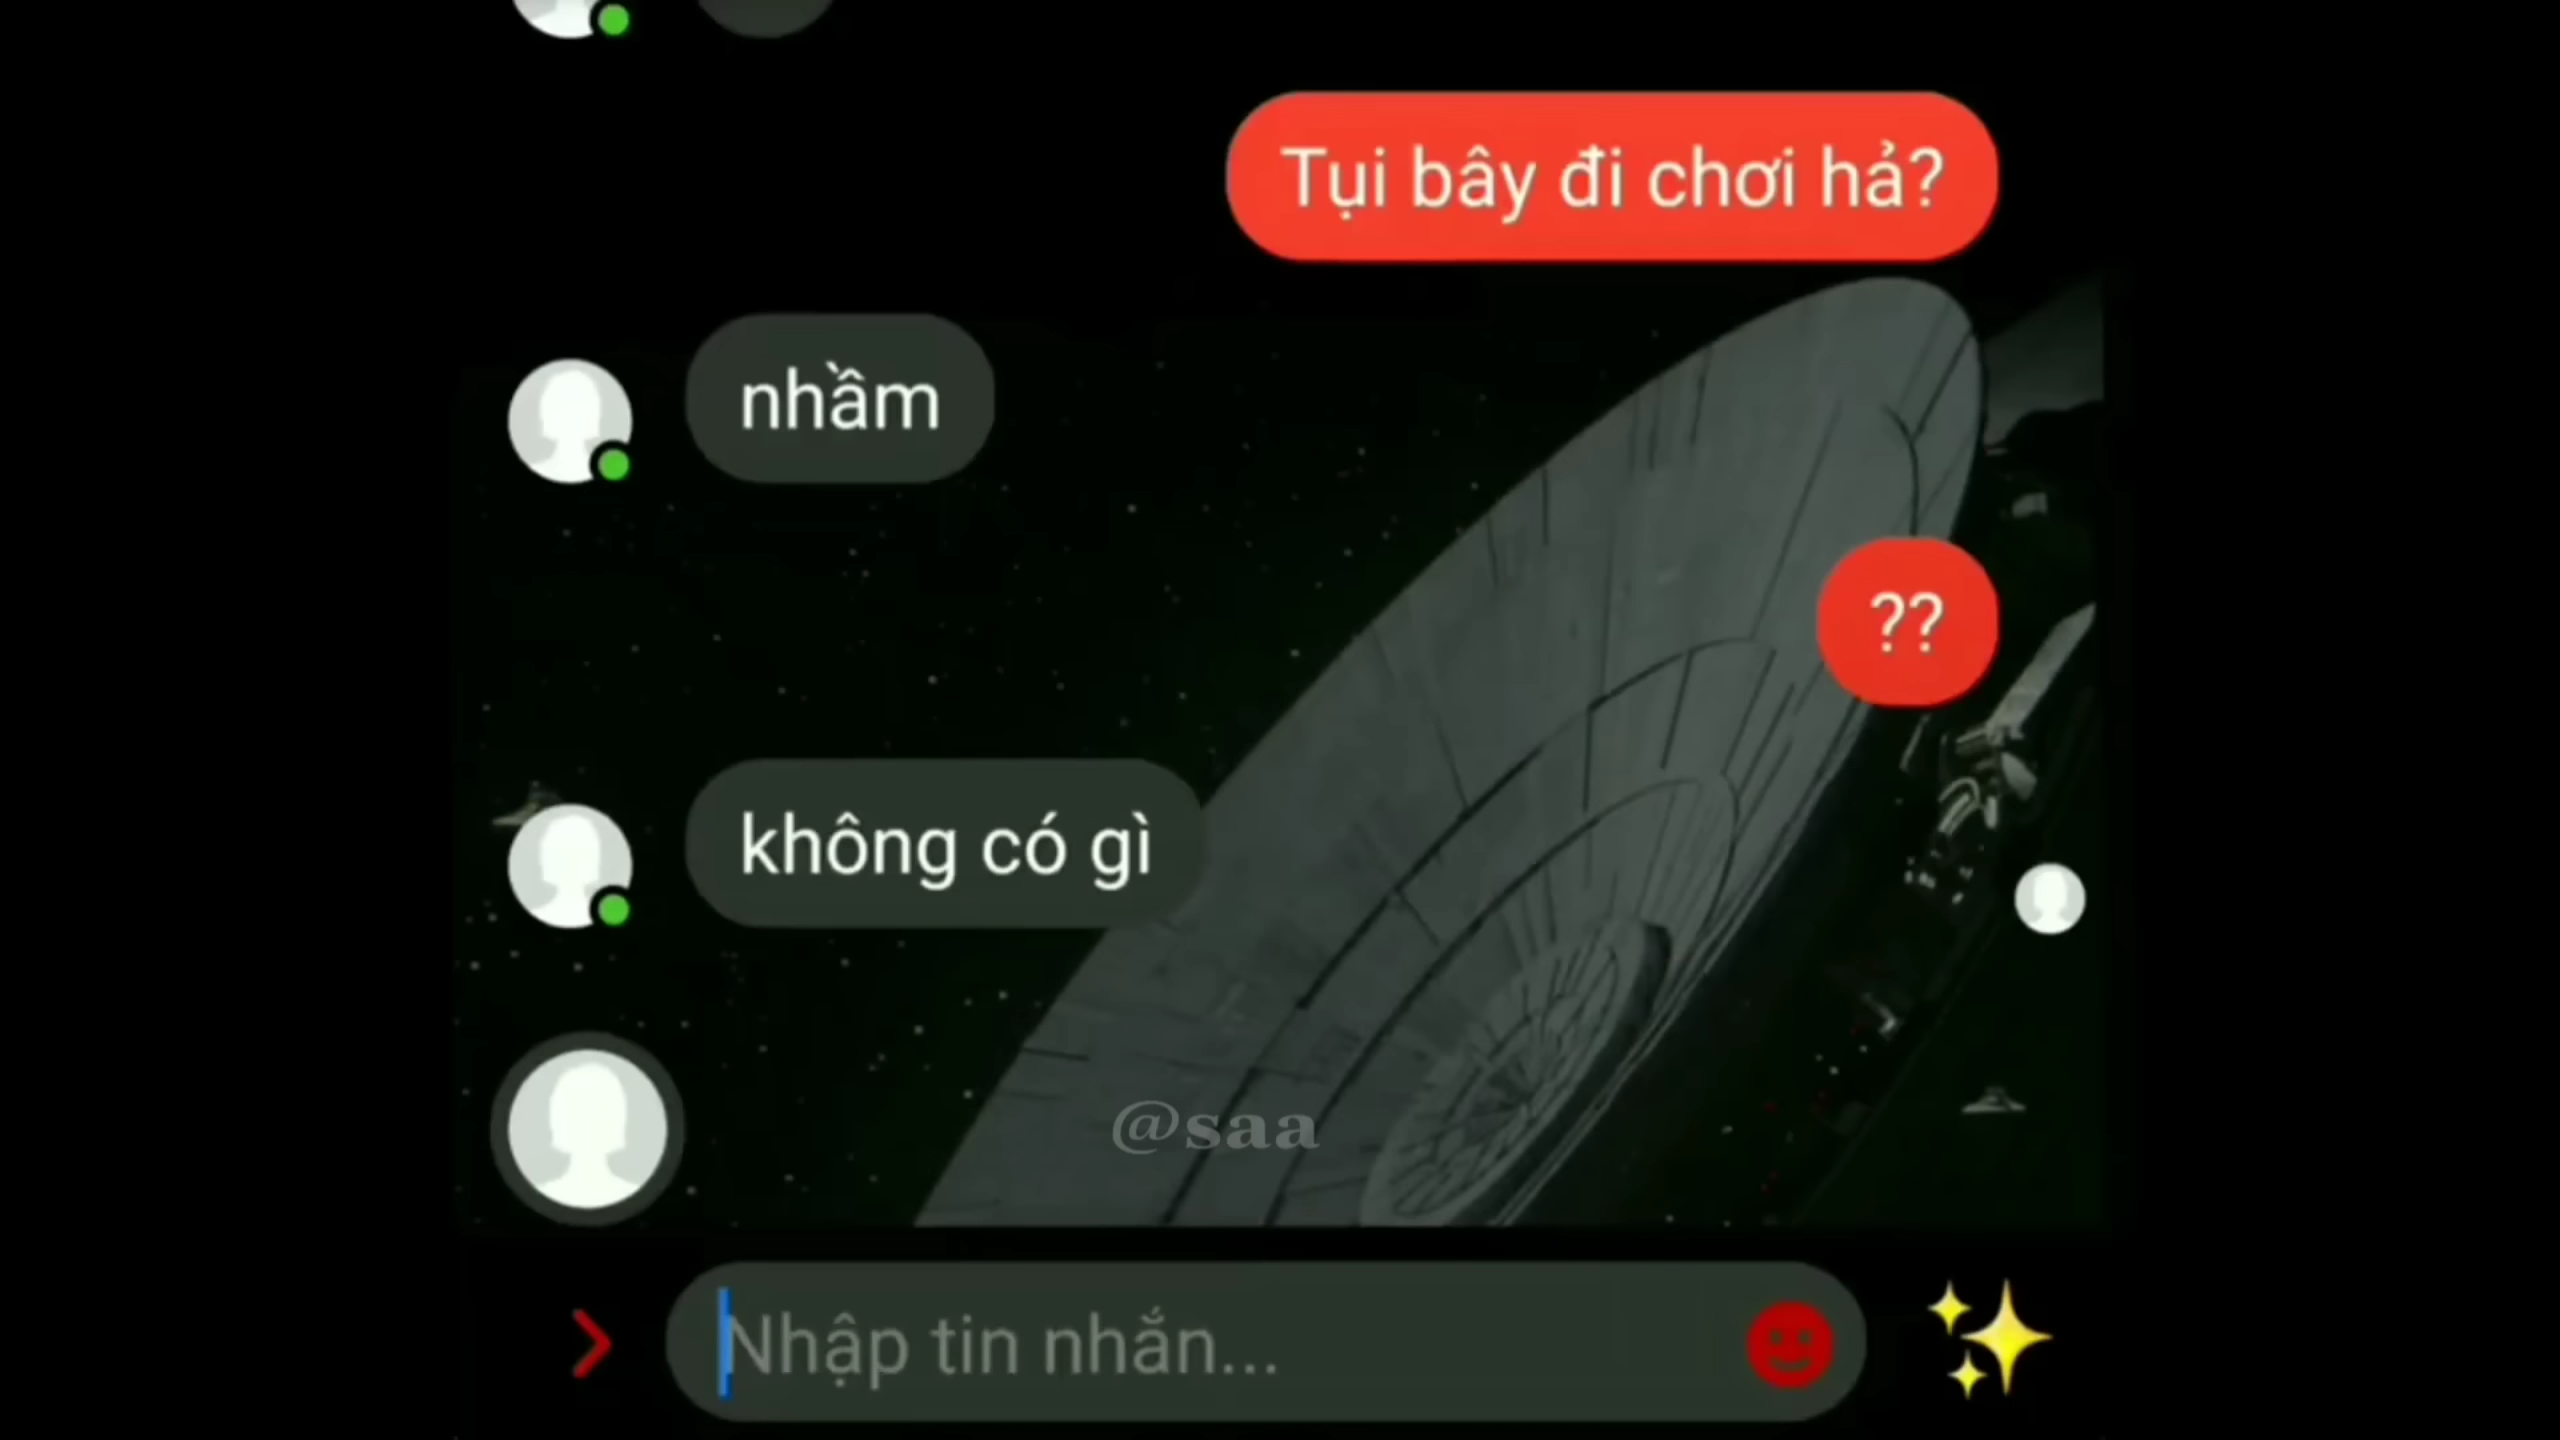 Tụi bây đi chơi hả?
nhầm
??
không có gì
@saa
Nhập tin nhắn...